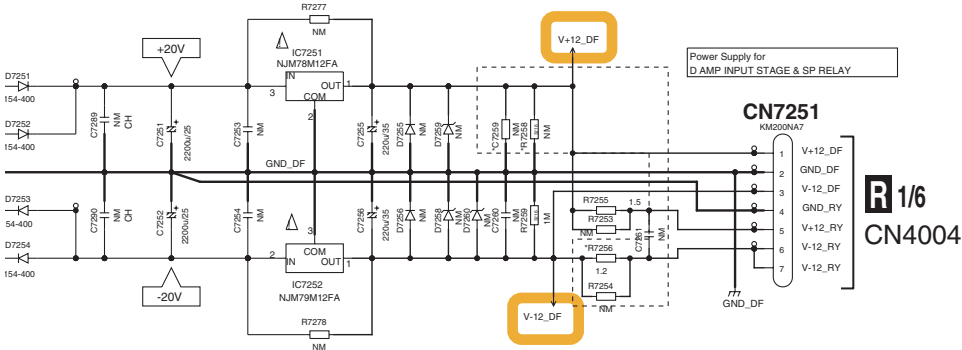 R7277
NM
V+12_DF
+20V
IC7251
NJM78M12FA
Power Supply for
D AMP INPUT STAGE & SP RELAY
D7251
154-400
IN
OUT
COM
3
1
2
CN7251
KM200NA7
D7252
154-400
C7289
NM
CH
C7251
2200u/25
+
C7253
NM
C7255
220u/35
+
D7255
NM
D7259
NM
*C7259
NM
*R7258
NM
1
V+12_DF
GND_DF
2
GND_DF
3
V-12_DF
R 1/6
CN4004
D7253
54-400
C7290
NM
CH
C7252
2200u/25
+
C7254
NM
C7256
220u/35
+
D7256
NM
D7258
NM
D7260
NM
C7260
NM
R7259
1M
R7255
1.5
R7253
NM
C7261
NM
4
GND_RY
5
V+12_RY
D7254
154-400
3
COM
2
IN
OUT
1
*R7256
1.2
6
V-12_RY
7
V-12_RY
-20V
IC7252
NJM79M12FA
R7254
NM
GND_DF
V-12_DF
R7278
NM